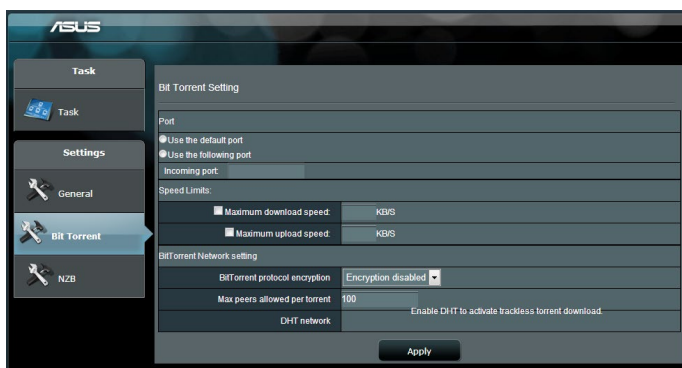 ASUS
Task
Task
Settings
General
Bit Torrent
NZB
Bit Torrent Setting
Port
Use the default port
Use the following port
Incoming port:
Speed Limits:
Maximum download speed: KB/S
Maximum upload speed: KB/S
BitTorrent Network setting
BitTorrent protocol encryption Encryption disabled
Max peers allowed per torrent 100
DHT network Enable DHT to activate trackless torrent download.
Apply